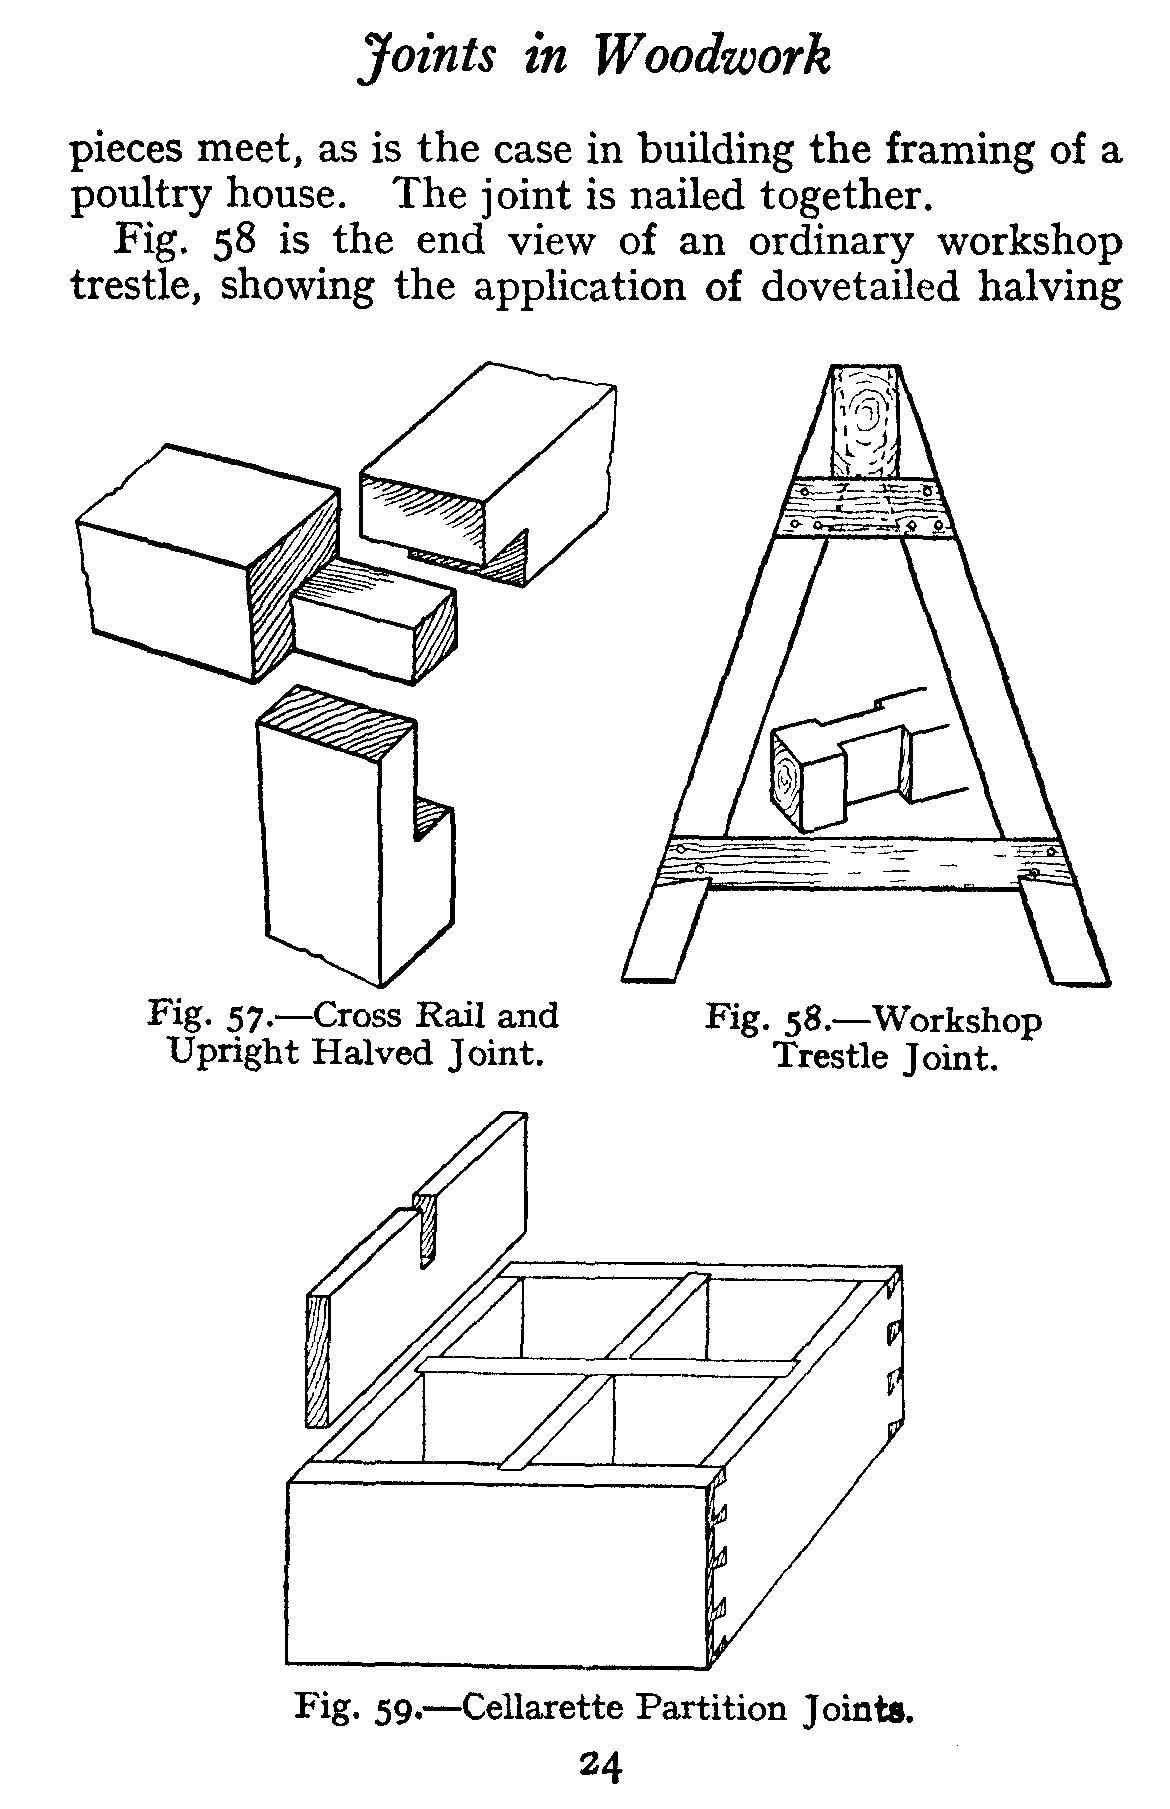 Joints in Woodwork
pieces meet, as is the case in building the framing of a
poultry house. The joint is nailed together.
Fig. 58 is the end view of an ordinary workshop
trestle, showing the application of dovetailed halving
Fig. 57.—Cross Rail and
Upright Halved Joint.
Fig. 58.—Workshop
Trestle Joint.
Fig. 59.—Cellarette Partition Joints.
24